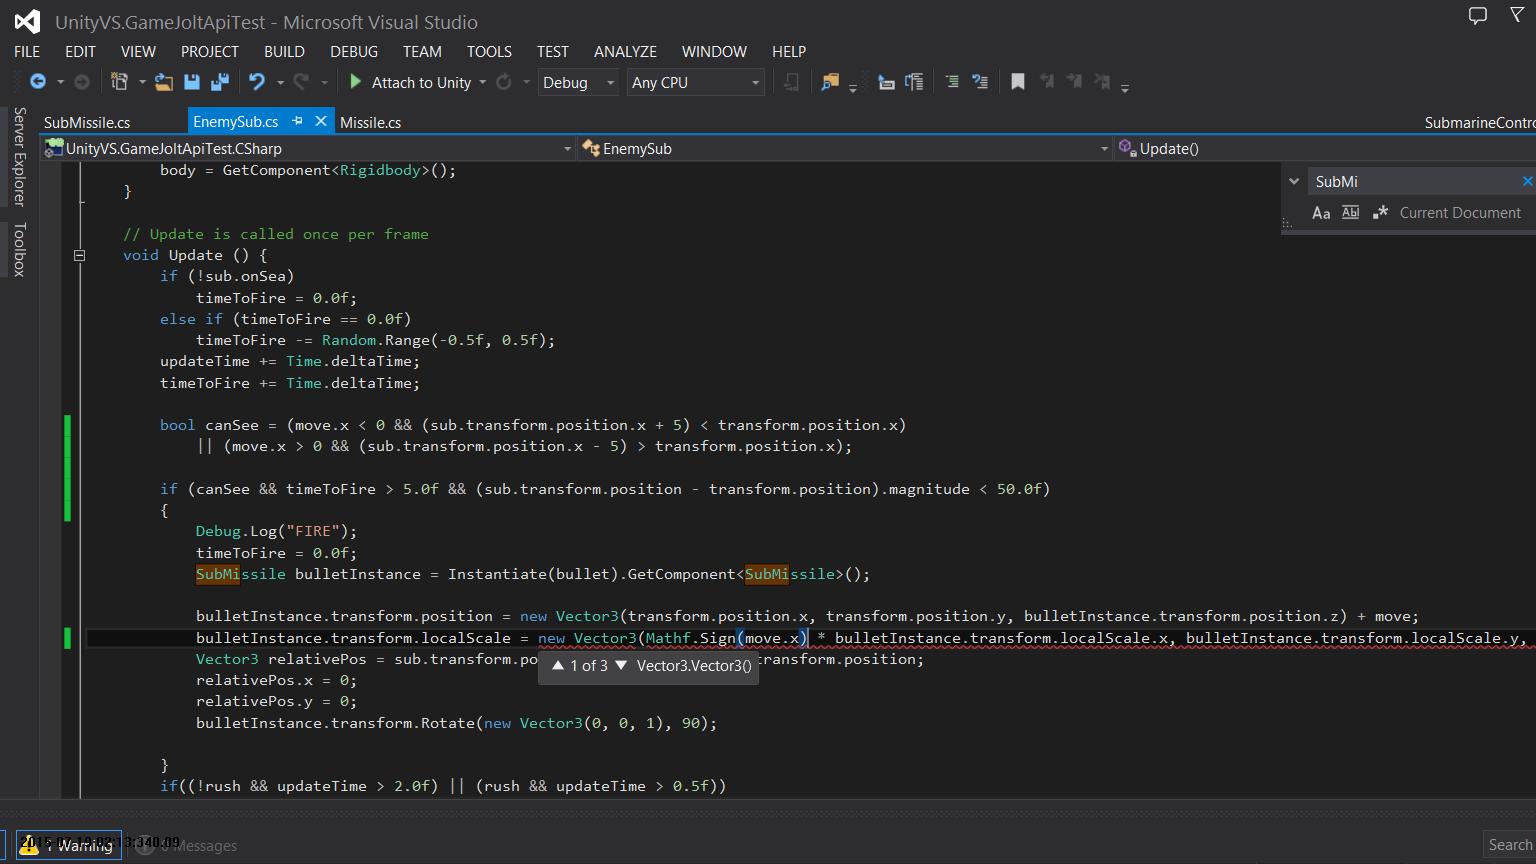 UnityVS.GameJoltApiTest - Microsoft Visual Studio
FILE EDIT VIEW PROJECT BUILD DEBUG TEAM TOOLS TEST ANALYZE WINDOW HELP
Attach to Unity Debug Any CPU
Server Explorer
Toolbox
SubMissile.cs EnemySub.cs Missile.cs SubmarineContro
UnityVS.GameJoltApiTest.CSharp EnemySub Update()
SubMi
Aa Abl .* Current Document
body = GetComponent<Rigidbody>();
}
// Update is called once per frame
void Update () {
if (!sub.onSea)
timeToFire = 0.0f;
else if (timeToFire == 0.0f)
timeToFire -= Random.Range(-0.5f, 0.5f);
updateTime += Time.deltaTime;
timeToFire += Time.deltaTime;
bool canSee = (move.x < 0 && (sub.transform.position.x + 5) < transform.position.x)
|| (move.x > 0 && (sub.transform.position.x - 5) > transform.position.x);
if (canSee && timeToFire > 5.0f && (sub.transform.position - transform.position).magnitude < 50.0f)
{
Debug.Log("FIRE");
timeToFire = 0.0f;
SubMissile bulletInstance = Instantiate(bullet).GetComponent<SubMissile>();
bulletInstance.transform.position = new Vector3(transform.position.x, transform.position.y, bulletInstance.transform.position.z) + move;
bulletInstance.transform.localScale = new Vector3(Mathf.Sign(move.x) * bulletInstance.transform.localScale.x, bulletInstance.transform.localScale.y,
Vector3 relativePos = sub.transform.po transform.position;
▲ 1 of 3 ▼ Vector3.Vector3()
relativePos.x = 0;
relativePos.y = 0;
bulletInstance.transform.Rotate(new Vector3(0, 0, 1), 90);
}
if((!rush && updateTime > 2.0f) || (rush && updateTime > 0.5f))
1 Warning 0 Messages
Search